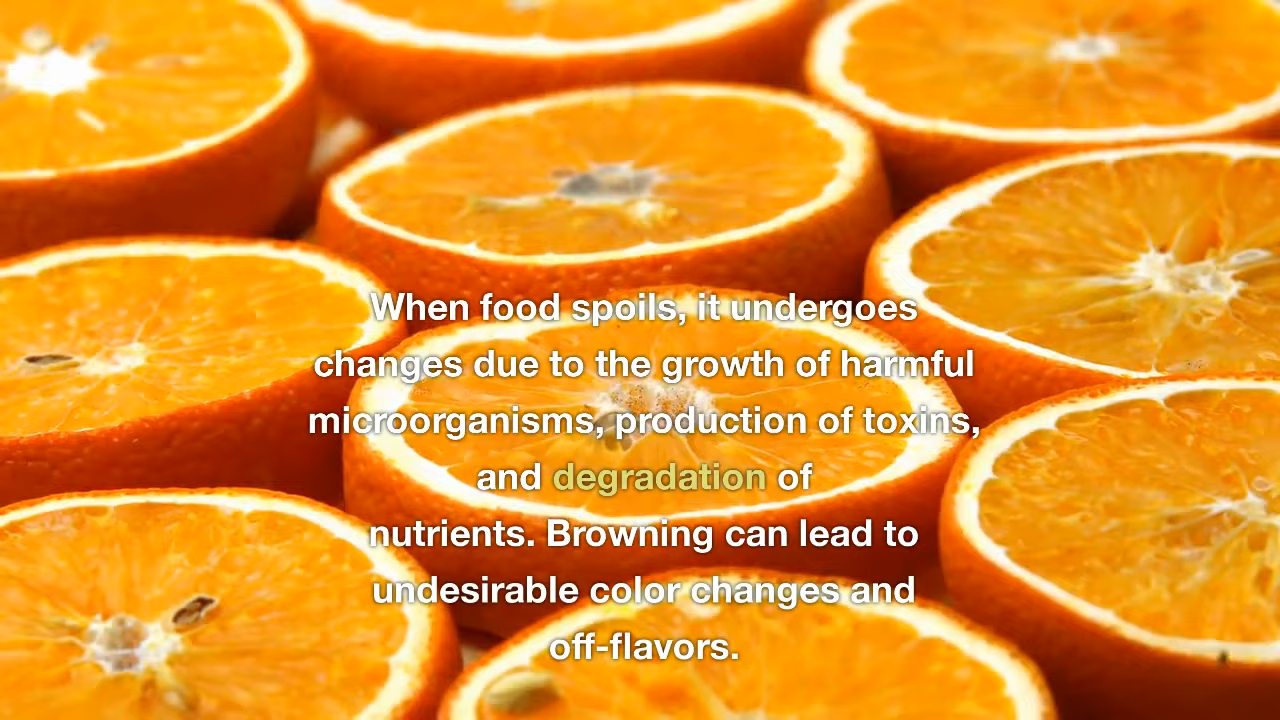 When food spoils, it undergoes
changes due to the growth of harmful
microorganisms, production of toxins,
and degradation of
nutrients. Browning can lead to
undesirable color changes and
off-flavors.